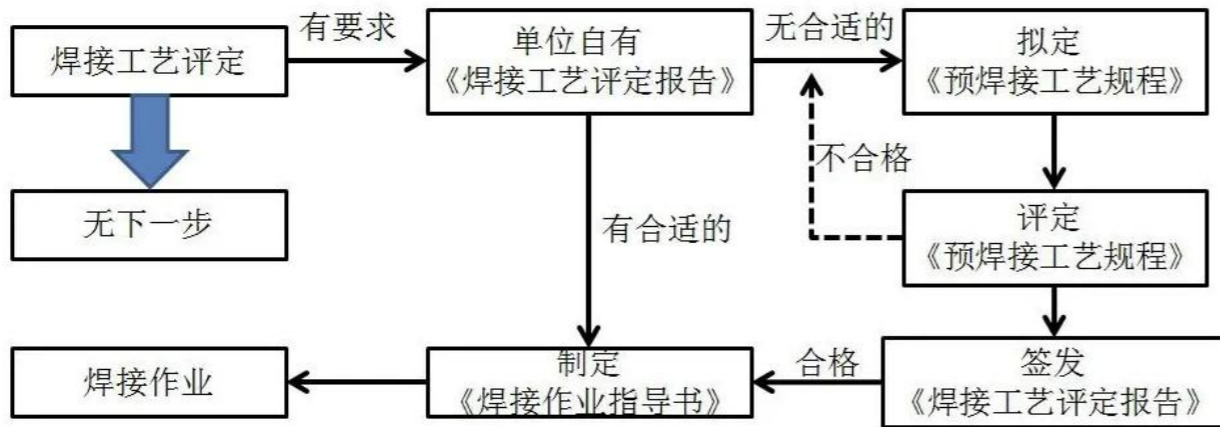 焊接工艺评定
有要求
单位自有
《焊接工艺评定报告》
无合适的
拟定
《预焊接工艺规程》
不合格
无下一步
有合适的
评定
《预焊接工艺规程》
焊接作业
制定
《焊接作业指导书》
合格
签发
《焊接工艺评定报告》